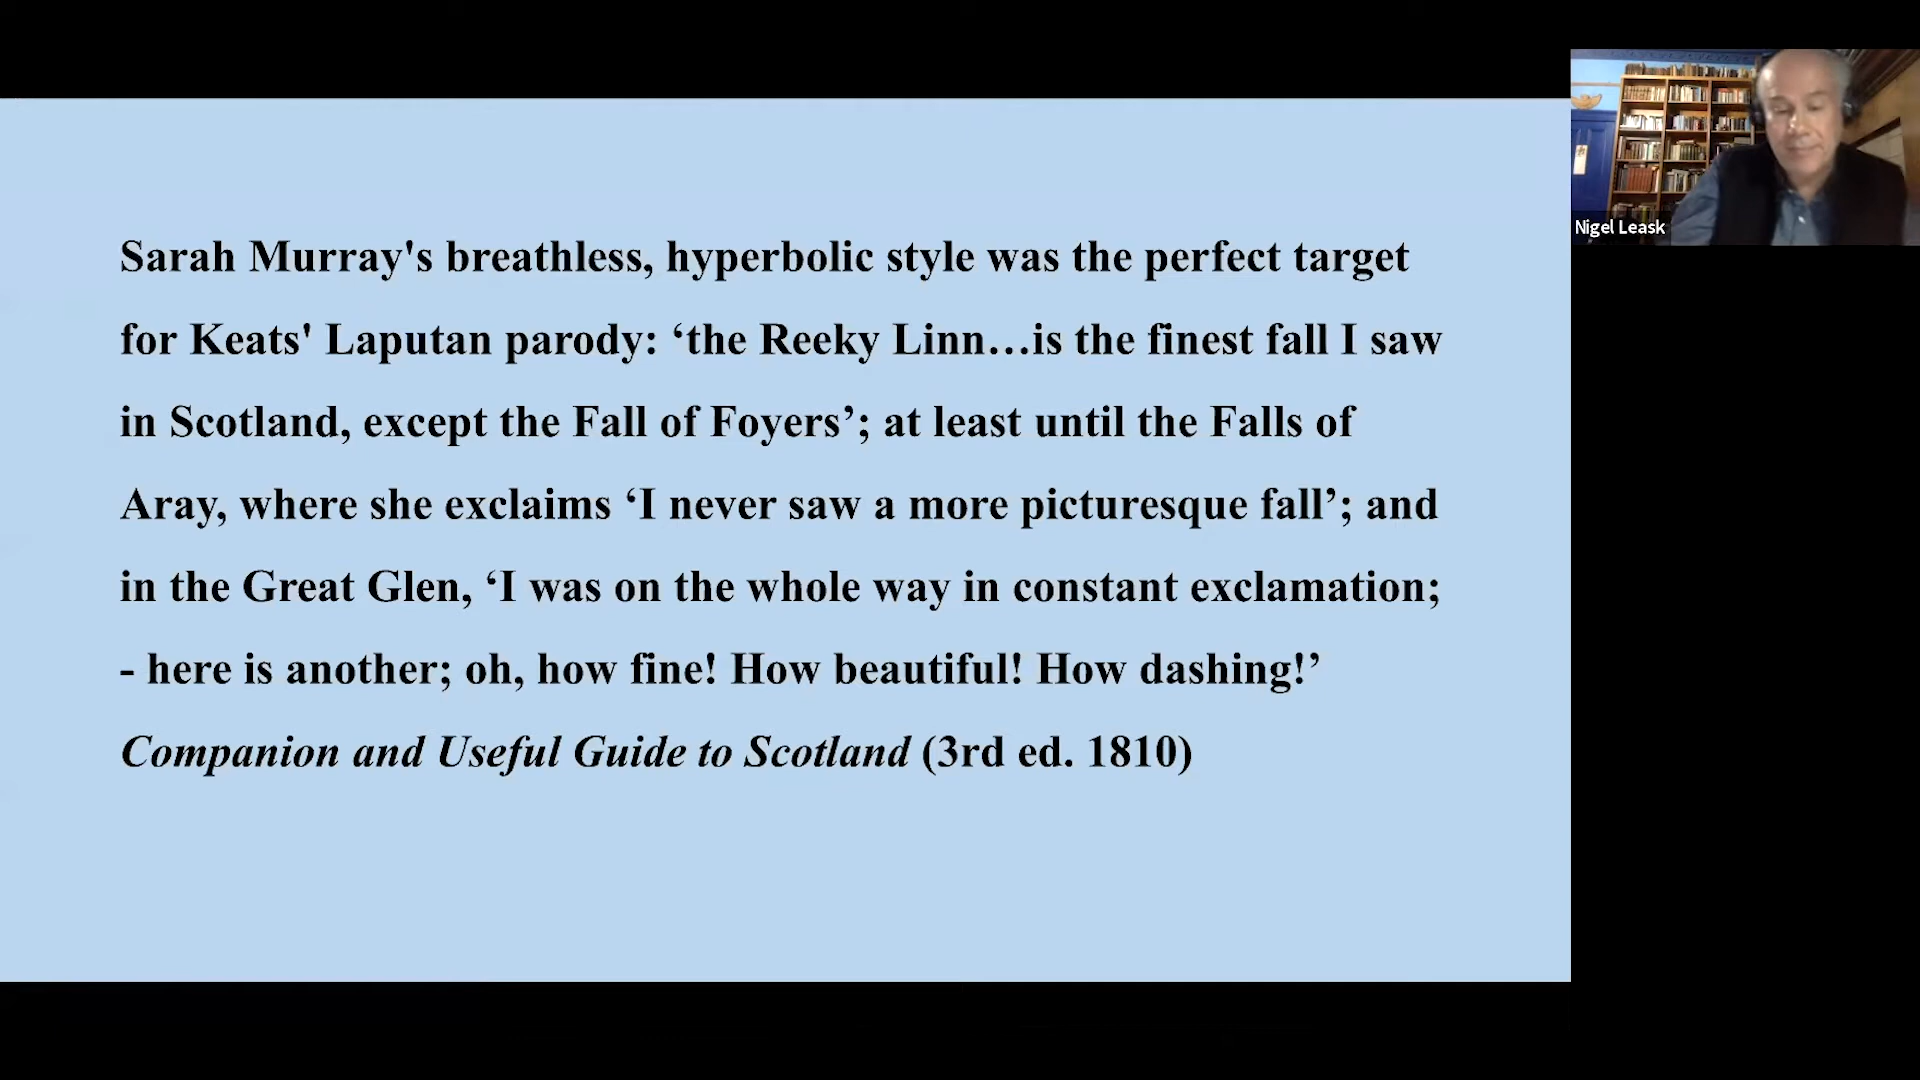 Sarah Murray's breathless, hyperbolic style was the perfect target
for Keats' Laputan parody: ‘the Reeky Linn…is the finest fall I saw
in Scotland, except the Fall of Foyers’; at least until the Falls of
Aray, where she exclaims ‘I never saw a more picturesque fall’; and
in the Great Glen, ‘I was on the whole way in constant exclamation;
- here is another; oh, how fine! How beautiful! How dashing!’
Companion and Useful Guide to Scotland (3rd ed. 1810)
Nigel Leask